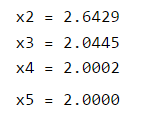 x2 = 2.6429
x3 = 2.0445
x4 = 2.0002
x5 = 2.0000